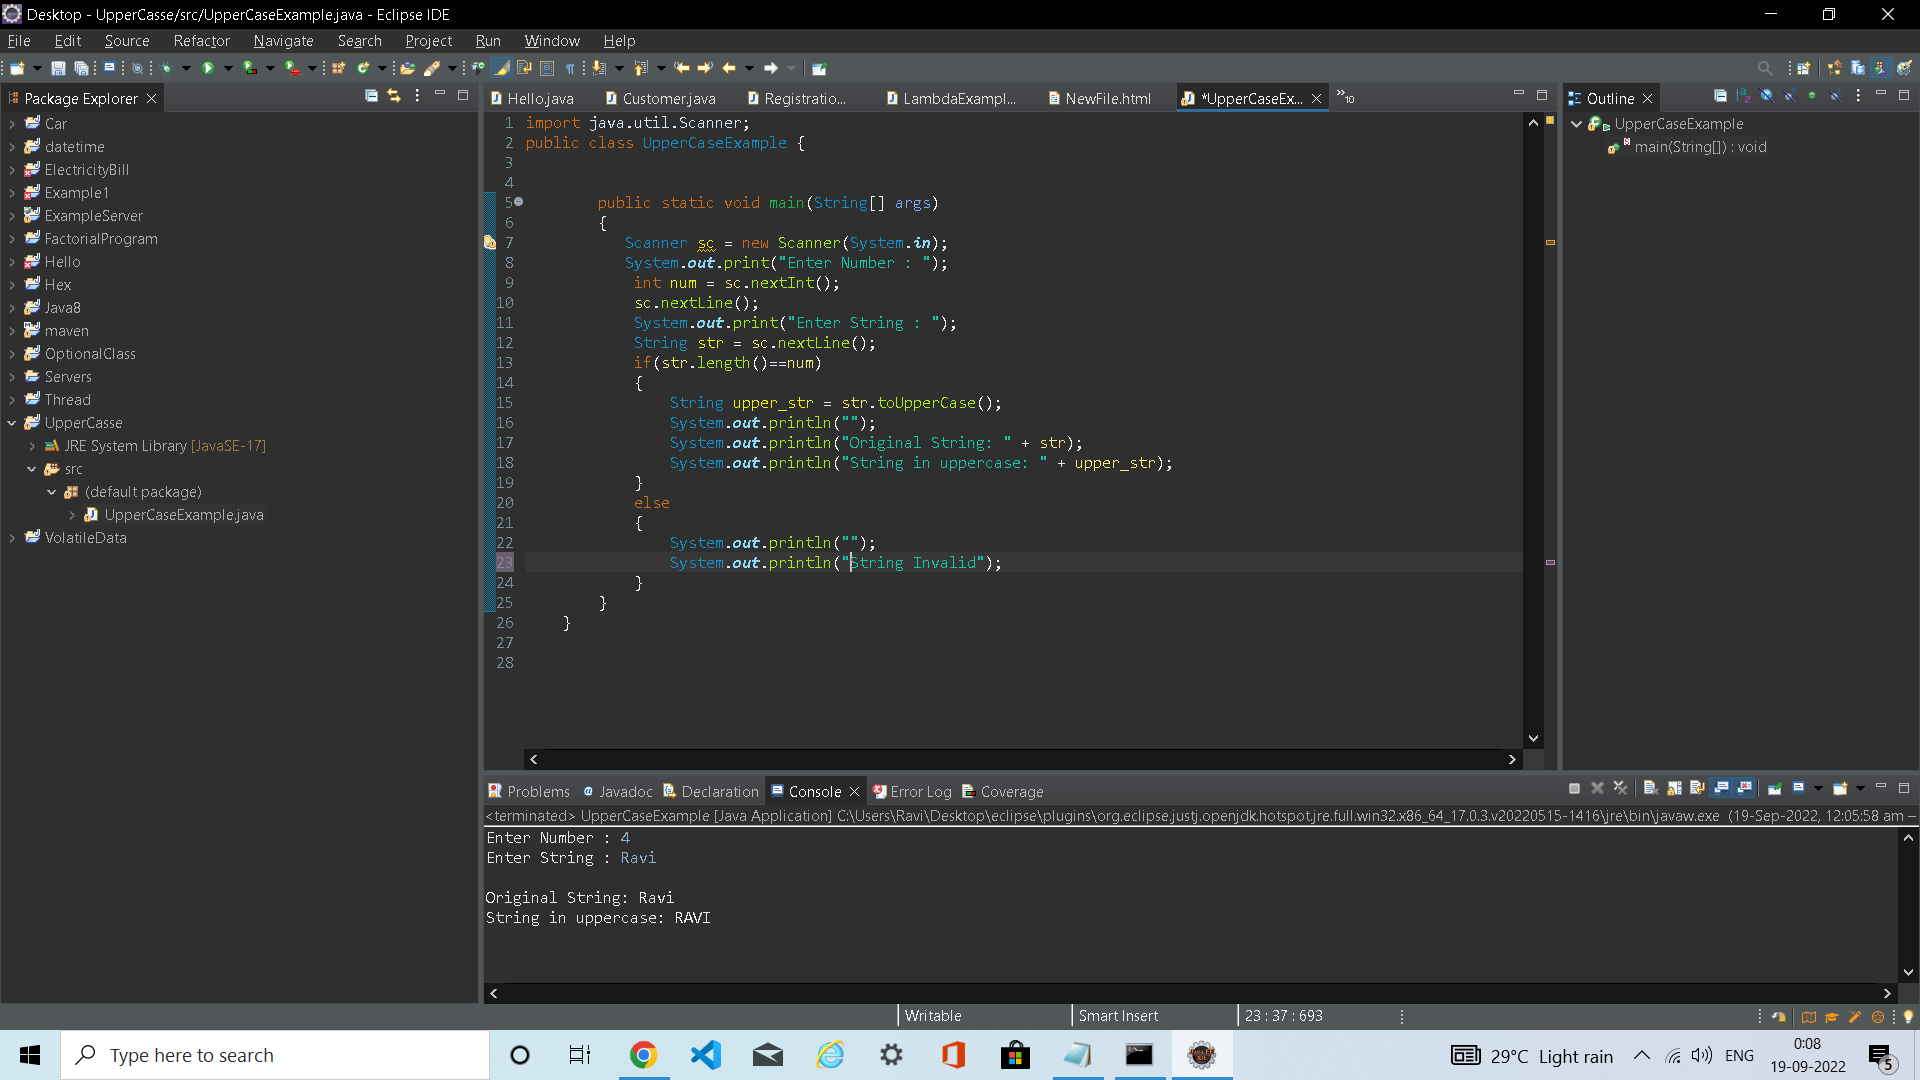 Desktop - UpperCasse/src/UpperCaseExample.java - Eclipse IDE
File Edit Source Refactor Navigate Search Project Run Window Help
Package Explorer
Car
datetime
ElectricityBill
Example1
ExampleServer
FactorialProgram
Hello
Hex
Java8
maven
OptionalClass
Servers
Thread
UpperCasse
JRE System Library [JavaSE-17]
src
(default package)
UpperCaseExample.java
VolatileData
Hello.java Customer.java Registratio... LambdaExampl... NewFile.html *UpperCaseEx... »10
1 import java.util.Scanner;
2 public class UpperCaseExample {
3
4
5 public static void main(String[] args)
6 {
7 Scanner sc = new Scanner(System.in);
8 System.out.print("Enter Number : ");
9 int num = sc.nextInt();
10 sc.nextLine();
11 System.out.print("Enter String : ");
12 String str = sc.nextLine();
13 if(str.length()==num)
14 {
15 String upper_str = str.toUpperCase();
16 System.out.println("");
17 System.out.println("Original String: " + str);
18 System.out.println("String in uppercase: " + upper_str);
19 }
20 else
21 {
22 System.out.println("");
23 System.out.println("String Invalid");
24 }
25 }
26 }
27
28
Outline
UpperCaseExample
main(String[]) : void
Problems Javadoc Declaration Console Error Log Coverage
<terminated> UpperCaseExample [Java Application] C:\Users\Ravi\Desktop\eclipse\plugins\org.eclipse.justj.openjdk.hotspot.jre.full.win32.x86_64_17.0.3.v20220515-1416\jre\bin\javaw.exe (19-Sep-2022, 12:05:58 am –
Enter Number : 4
Enter String : Ravi
Original String: Ravi
String in uppercase: RAVI
Writable Smart Insert 23 : 37 : 693
Type here to search
29°C Light rain ENG
0:08
19-09-2022
5